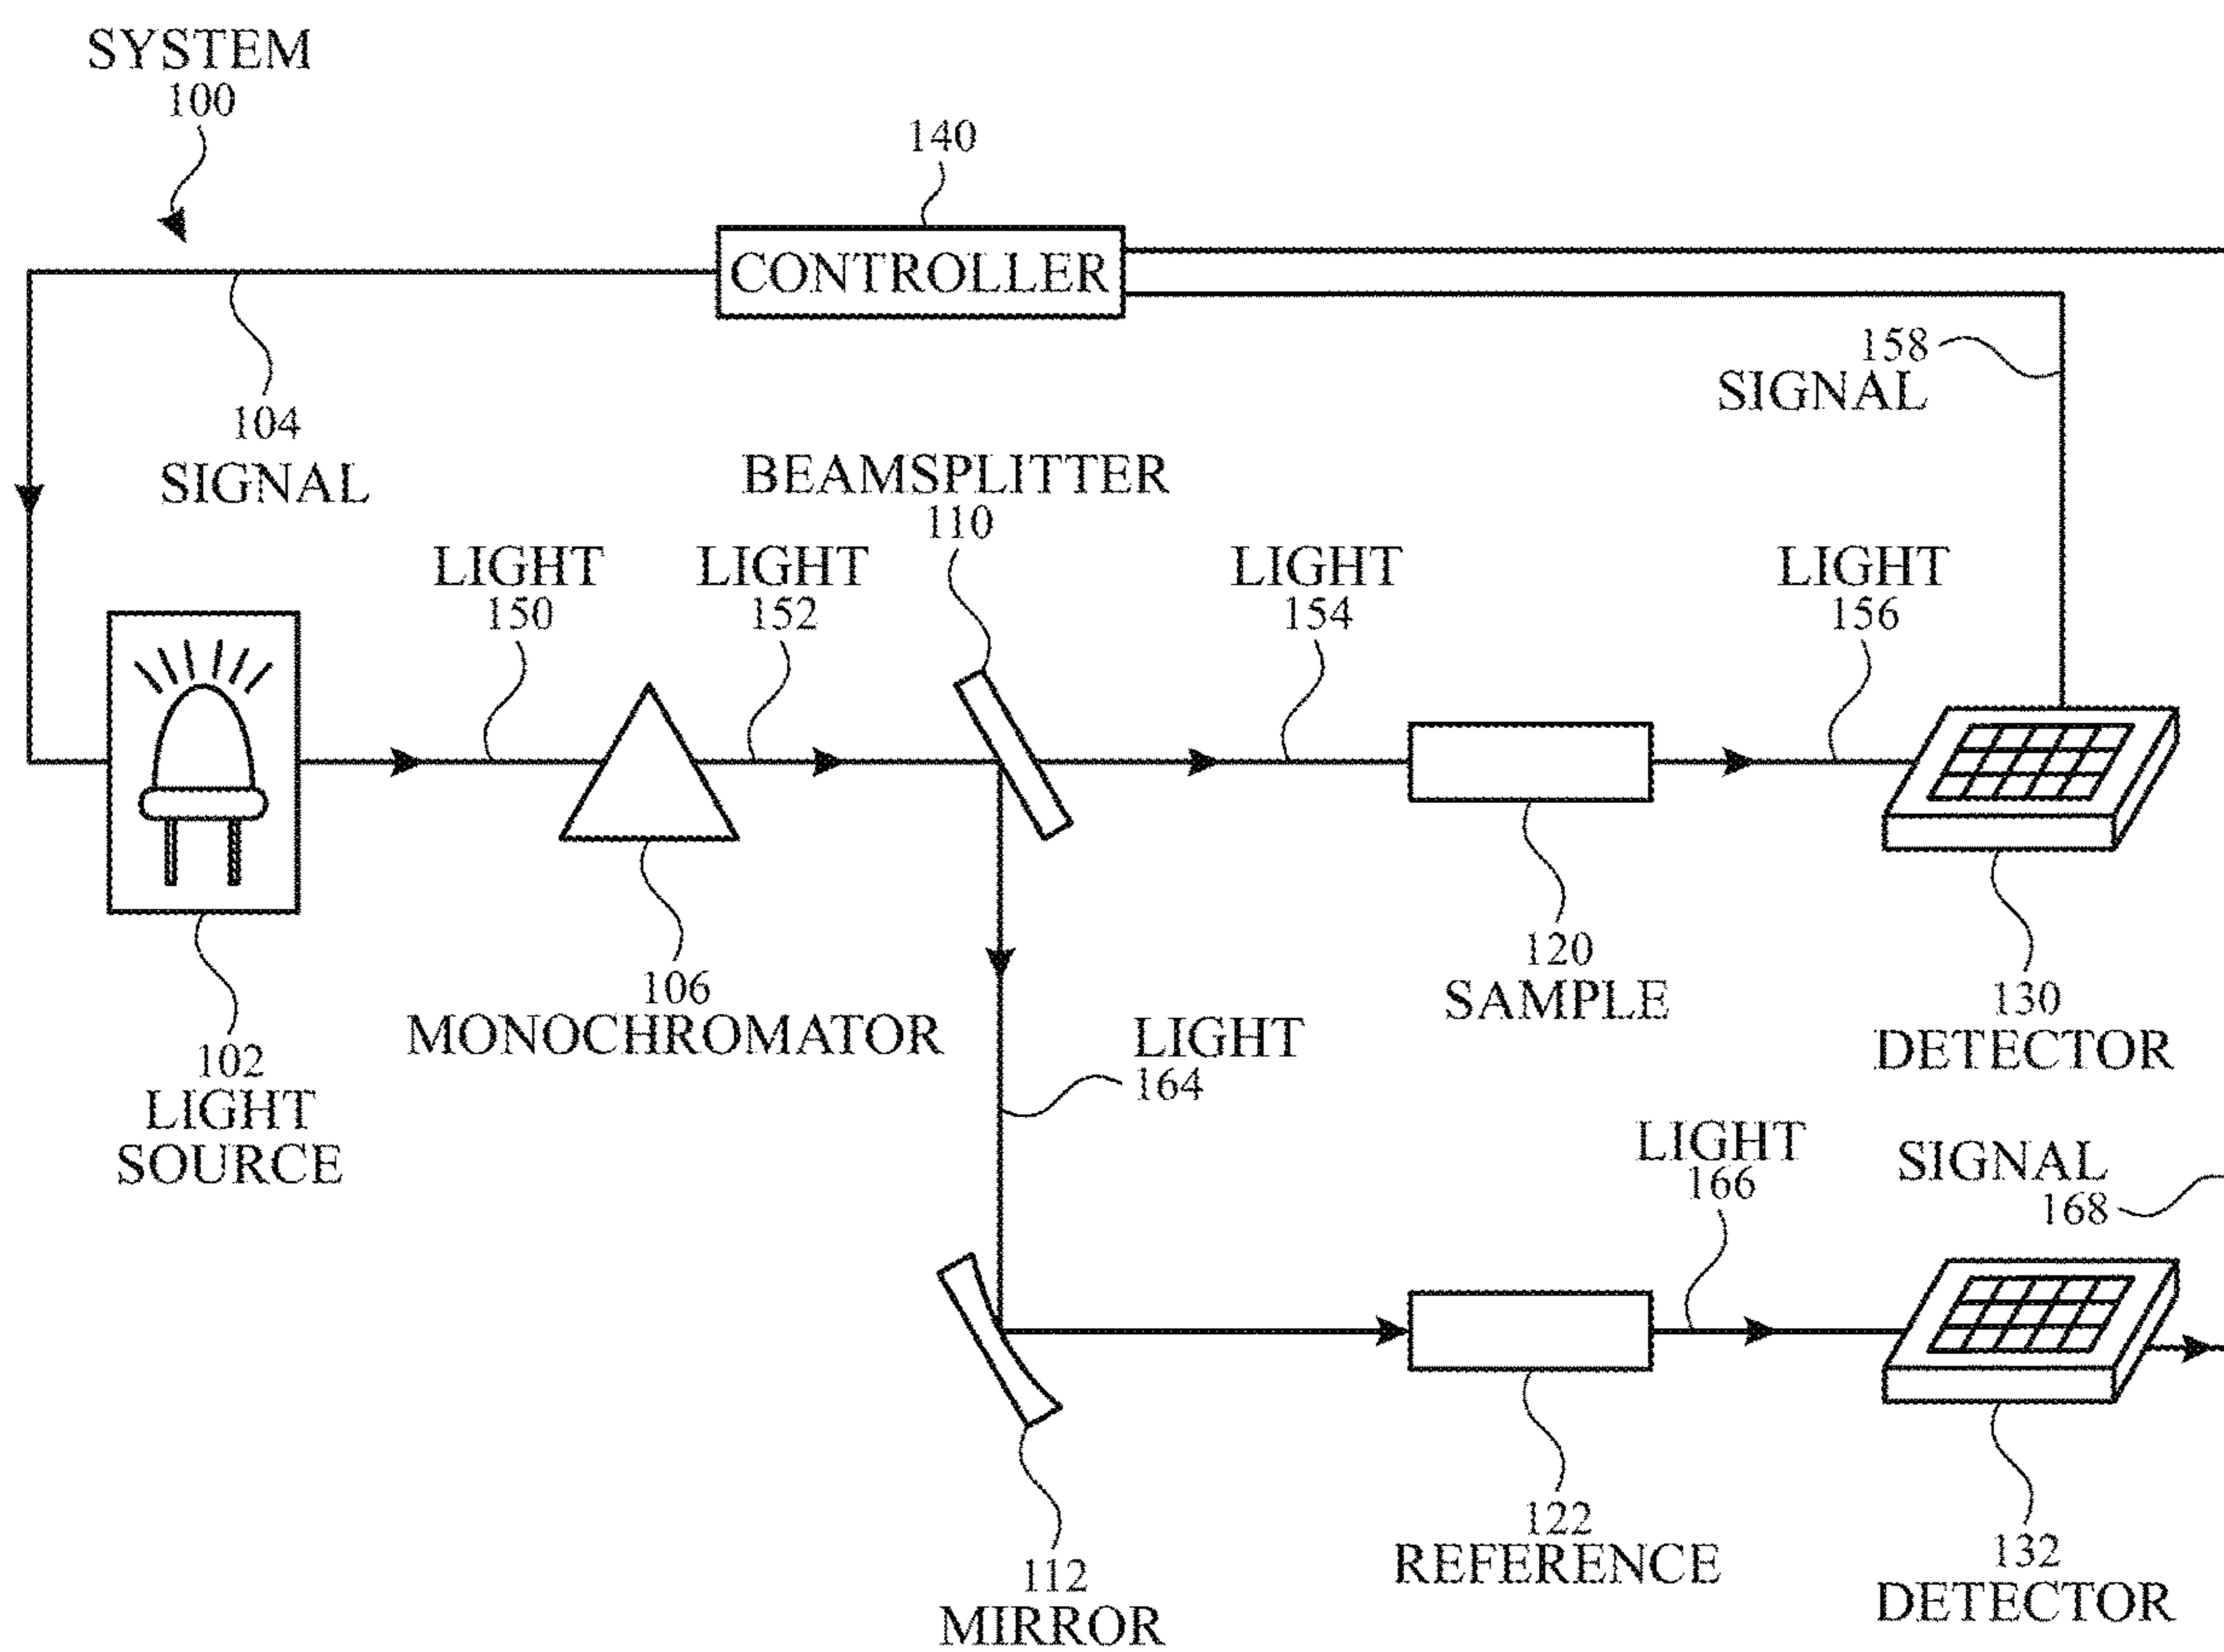 SYSTEM
100
140
CONTROLLER
158
SIGNAL
104
SIGNAL
BEAMSPLITTER
110
LIGHT
150
LIGHT
152
LIGHT
154
LIGHT
156
106
MONOCHROMATOR
120
SAMPLE
130
DETECTOR
102
LIGHT
SOURCE
LIGHT
164
LIGHT
166
SIGNAL
168
122
REFERENCE
132
DETECTOR
112
MIRROR